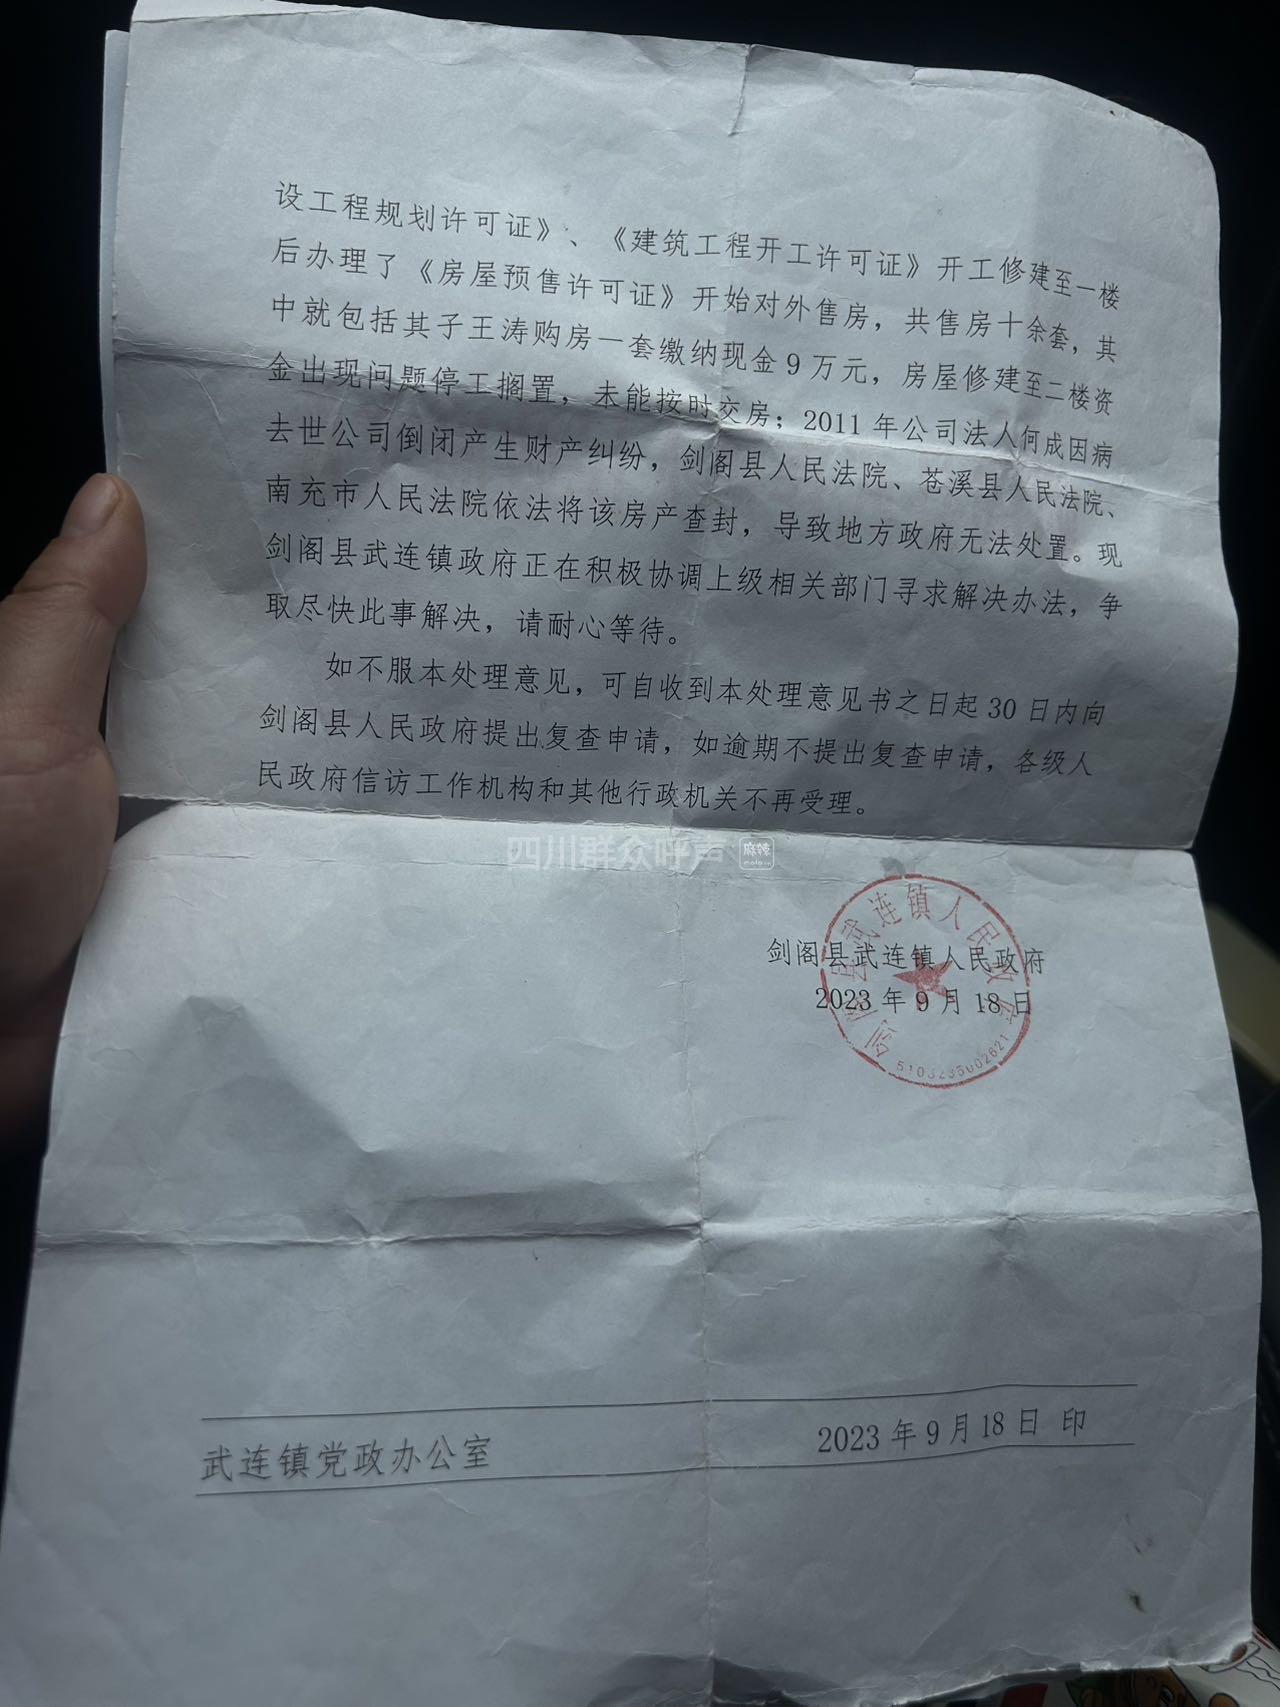 设工程规划许可证》、《建筑工程开工许可证》开工修建至一楼
后办理了《房屋预售许可证》开始对外售房，共售房十余套，其
中就包括其子王涛购房一套缴纳现金9万元，房屋修建至二楼资
金出现问题停工搁置，未能按时交房；2011年公司法人何成因病
去世公司倒闭产生财产纠纷，剑阁县人民法院、苍溪县人民法院、
南充市人民法院依法将该房产查封，导致地方政府无法处置。现
剑阁县武连镇政府正在积极协调上级相关部门寻求解决办法，争
取尽快此事解决，请耐心等待。
如不服本处理意见，可自收到本处理意见书之日起30日内向
剑阁县人民政府提出复查申请，如逾期不提出复查申请，各级人
民政府信访工作机构和其他行政机关不再受理。
四川群众呼声 麻辣
剑阁县武连镇人民政府
2023年9月18日
剑阁县武连镇人民政府
武连镇党政办公室 2023年9月18日 印